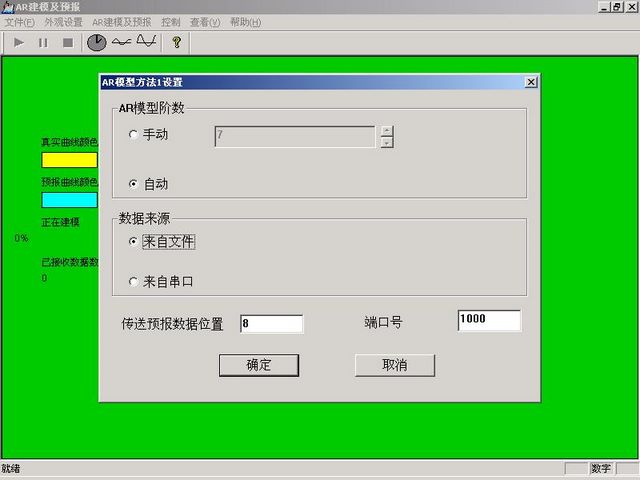 AR建模及预报
文件(F) 外观设置 AR建模及预报 控制 查看(V) 帮助(H)
AR模型方法1设置
AR模型阶数
手动 7
自动
数据来源
来自文件
来自串口
传送预报数据位置 8 端口号 1000
确定 取消
真实曲线颜色
预报曲线颜色
正在建模
0%
已接收数据数
0
就绪 数字